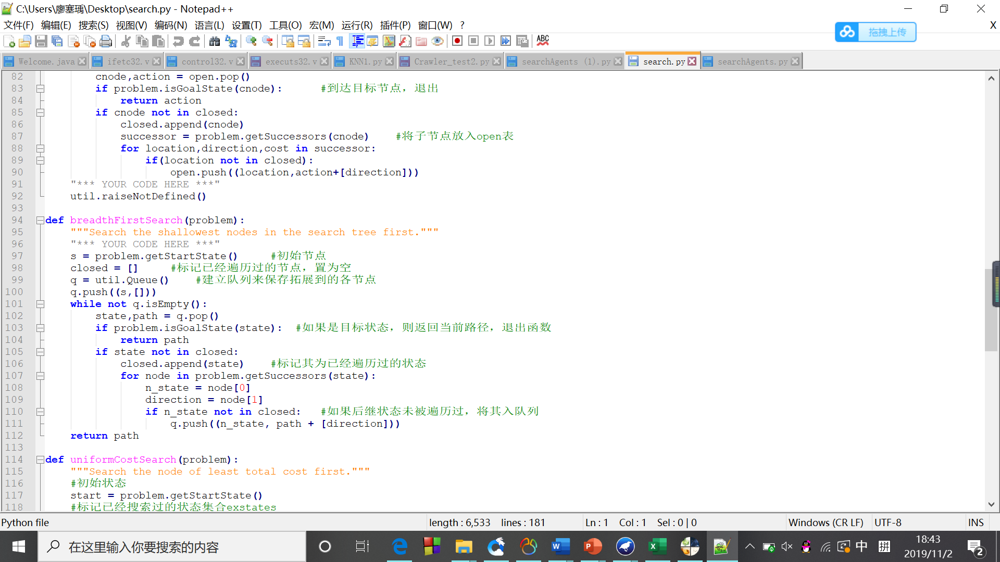 C:\Users\廖塞瑀\Desktop\search.py - Notepad++
文件(F) 编辑(E) 搜索(S) 视图(V) 编码(N) 语言(L) 设置(T) 工具(O) 宏(M) 运行(R) 插件(P) 窗口(W) ? X
拖拽上传
ABC
Welcome.java ifetc32.v control32.v executs32.v KNN1.py Crawler_test2.py searchAgents (1).py search.py searchAgents.py
82 cnode,action = open.pop()
83 if problem.isGoalState(cnode): #到达目标节点，退出
84 return action
85 if cnode not in closed:
86 closed.append(cnode)
87 successor = problem.getSuccessors(cnode) #将子节点放入open表
88 for location,direction,cost in successor:
89 if(location not in closed):
90 open.push((location,action+[direction]))
91 "*** YOUR CODE HERE ***"
92 util.raiseNotDefined()
93
94 def breadthFirstSearch(problem):
95 """Search the shallowest nodes in the search tree first."""
96 "*** YOUR CODE HERE ***"
97 s = problem.getStartState() #初始节点
98 closed = [] #标记已经遍历过的节点，置为空
99 q = util.Queue() #建立队列来保存拓展到的各节点
100 q.push((s,[]))
101 while not q.isEmpty():
102 state,path = q.pop()
103 if problem.isGoalState(state): #如果是目标状态，则返回当前路径，退出函数
104 return path
105 if state not in closed:
106 closed.append(state) #标记其为已经遍历过的状态
107 for node in problem.getSuccessors(state):
108 n_state = node[0]
109 direction = node[1]
110 if n_state not in closed: #如果后继状态未被遍历过，将其入队列
111 q.push((n_state, path + [direction]))
112 return path
113
114 def uniformCostSearch(problem):
115 """Search the node of least total cost first."""
116 #初始状态
117 start = problem.getStartState()
118 #标记已经搜索过的状态集合exstates
Python file length : 6,533 lines : 181 Ln : 1 Col : 1 Sel : 0 | 0 Windows (CR LF) UTF-8 INS
在这里输入你要搜索的内容
中 拼 18:43
2019/11/2
2